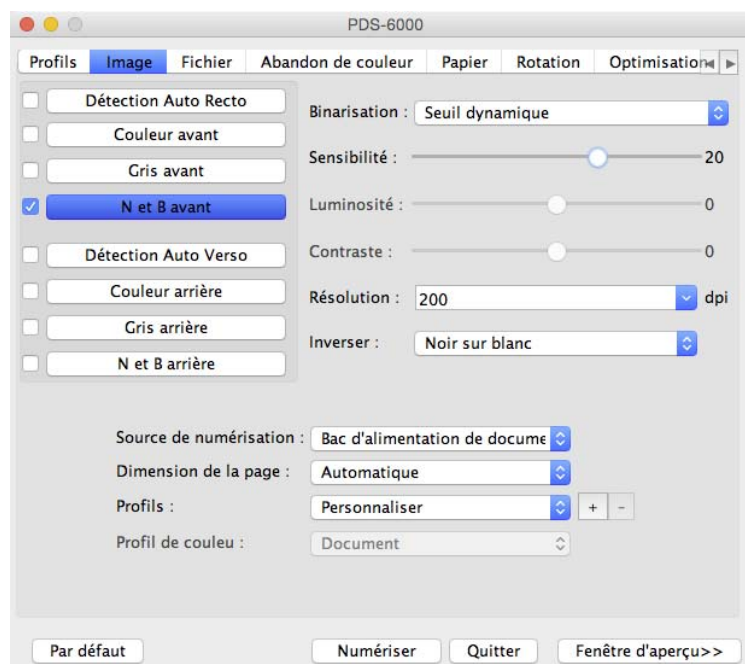 PDS-6000
Profils Image Fichier Abandon de couleur Papier Rotation Optimisation
Détection Auto Recto
Couleur avant
Gris avant
N et B avant
Détection Auto Verso
Couleur arrière
Gris arrière
N et B arrière
Binarisation : Seuil dynamique
Sensibilité : 20
Luminosité : 0
Contraste : 0
Résolution : 200 dpi
Inverser : Noir sur blanc
Source de numérisation : Bac d'alimentation de docume
Dimension de la page : Automatique
Profils : Personnaliser + -
Profil de couleu : Document
Par défaut Numériser Quitter Fenêtre d'aperçu>>